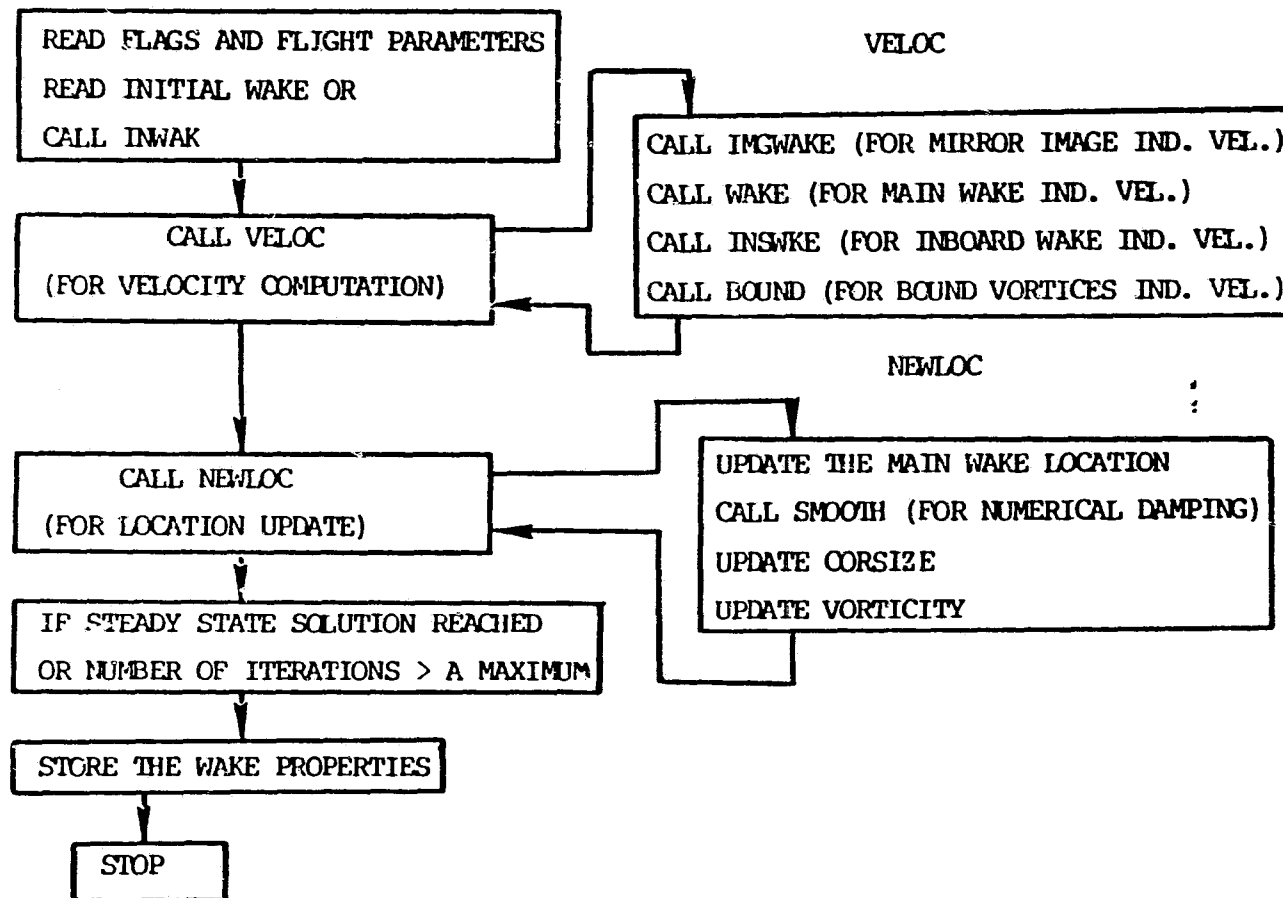 READ FLAGS AND FLIGHT PARAMETERS
READ INITIAL WAKE OR
CALL INWAK
CALL VELOC
(FOR VELOCITY COMPUTATION)
VELOC
CALL IMGWAKE (FOR MIRROR IMAGE IND. VEL.)
CALL WAKE (FOR MAIN WAKE IND. VEL.)
CALL INSWKE (FOR INBOARD WAKE IND. VEL.)
CALL BOUND (FOR BOUND VORTICES IND. VEL.)
CALL NEWLOC
(FOR LOCATION UPDATE)
NEWLOC
UPDATE THE MAIN WAKE LOCATION
CALL SMOOTH (FOR NUMERICAL DAMPING)
UPDATE CORSIZE
UPDATE VORTICITY
IF STEADY STATE SOLUTION REACHED
OR NUMBER OF ITERATIONS > A MAXIMUM
STORE THE WAKE PROPERTIES
STOP